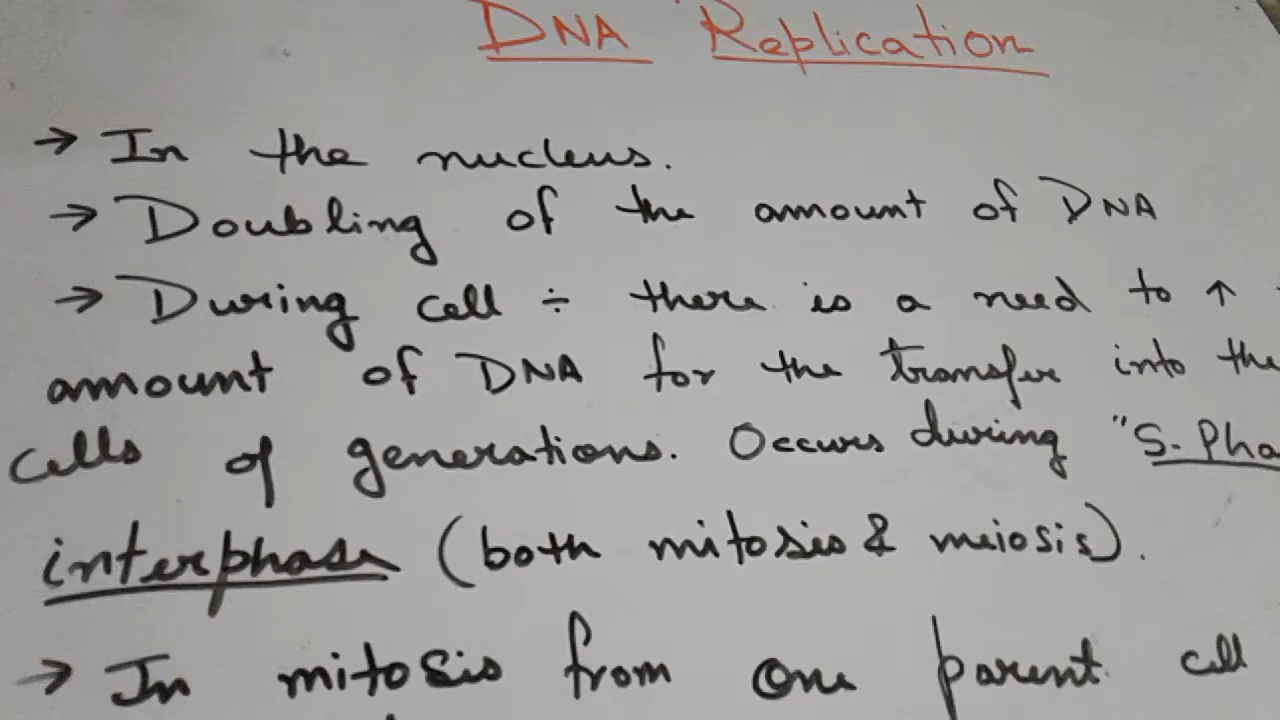 DNA Replication
→ In the nucleus.
→ Doubling of the amount of DNA
→ During cell ÷ there is a need to ↑
amount of DNA for the transfer into the
cells of generations. Occurs during "S. Pha
interphase (both mitosis & meiosis).
→ In mitosis from one parent cell